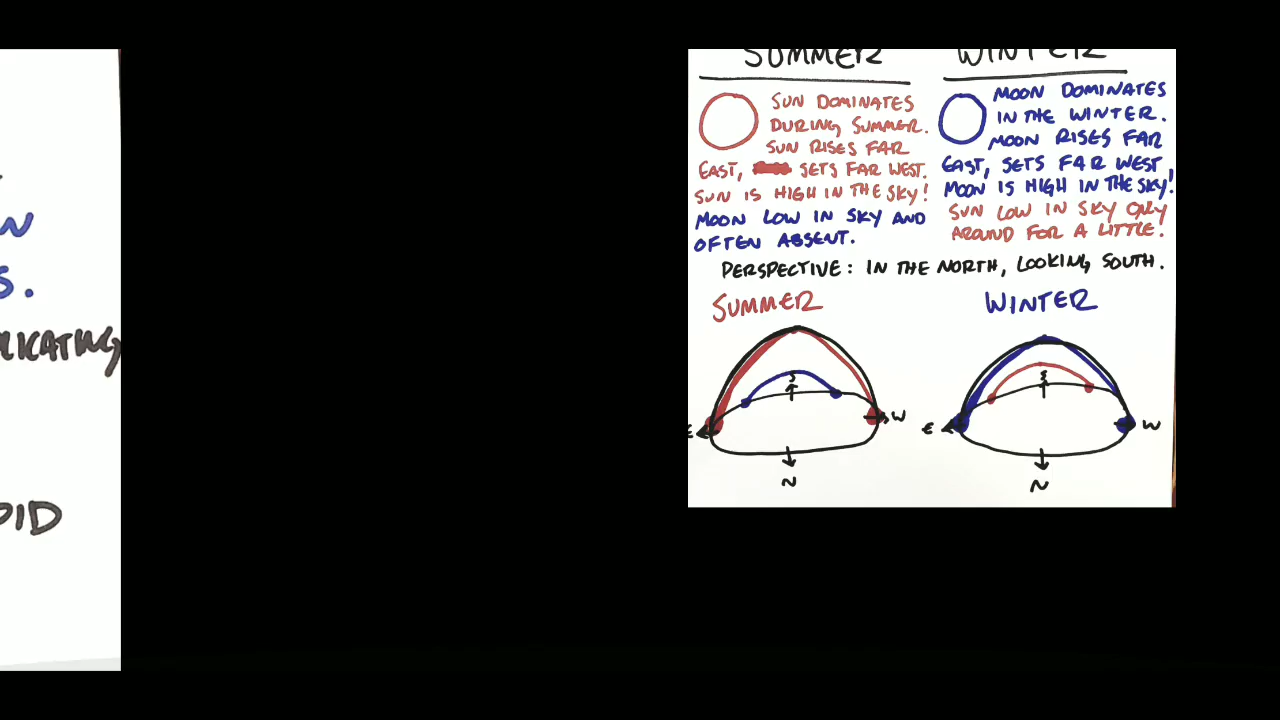 S.
SUMMER
SUN DOMINATES
DURING SUMMER.
SUN RISES FAR
EAST, SETS FAR WEST.
SUN IS HIGH IN THE SKY!
MOON LOW IN SKY AND
OFTEN ABSENT.
WINTER
MOON DOMINATES
IN THE WINTER.
MOON RISES FAR
EAST, SETS FAR WEST,
MOON IS HIGH IN THE SKY!
SUN LOW IN SKY ONLY
AROUND FOR A LITTLE.
PERSPECTIVE: IN THE NORTH, LOOKING SOUTH.
SUMMER
S
E
W
N
WINTER
S
E
W
N